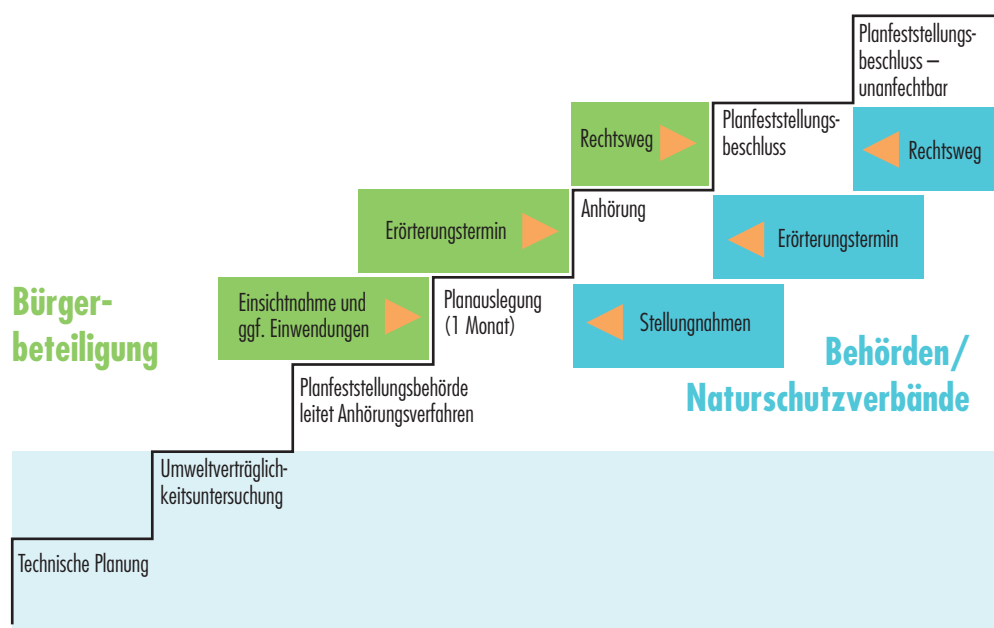 Planfeststellungs-
beschluss –
unanfechtbar
Rechtsweg
Planfeststellungs-
beschluss
Rechtsweg
Erörterungstermin
Anhörung
Erörterungstermin
Bürger-
beteiligung
Einsichtnahme und
ggf. Einwendungen
Planauslegung
(1 Monat)
Stellungnahmen
Behörden/
Naturschutzverbände
Planfeststellungsbehörde
leitet Anhörungsverfahren
Umweltverträglich-
keitsuntersuchung
Technische Planung